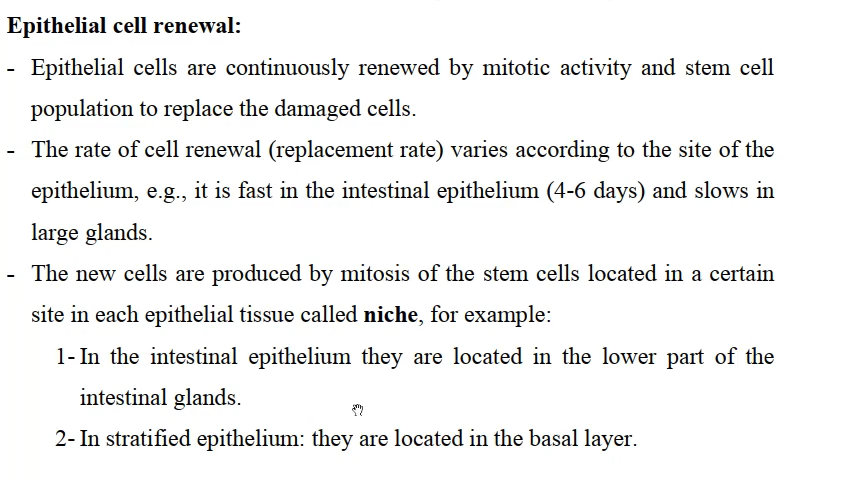 Epithelial cell renewal:
- Epithelial cells are continuously renewed by mitotic activity and stem cell
population to replace the damaged cells.
- The rate of cell renewal (replacement rate) varies according to the site of the
epithelium, e.g., it is fast in the intestinal epithelium (4-6 days) and slows in
large glands.
- The new cells are produced by mitosis of the stem cells located in a certain
site in each epithelial tissue called niche, for example:
1- In the intestinal epithelium they are located in the lower part of the
intestinal glands.
2- In stratified epithelium: they are located in the basal layer.